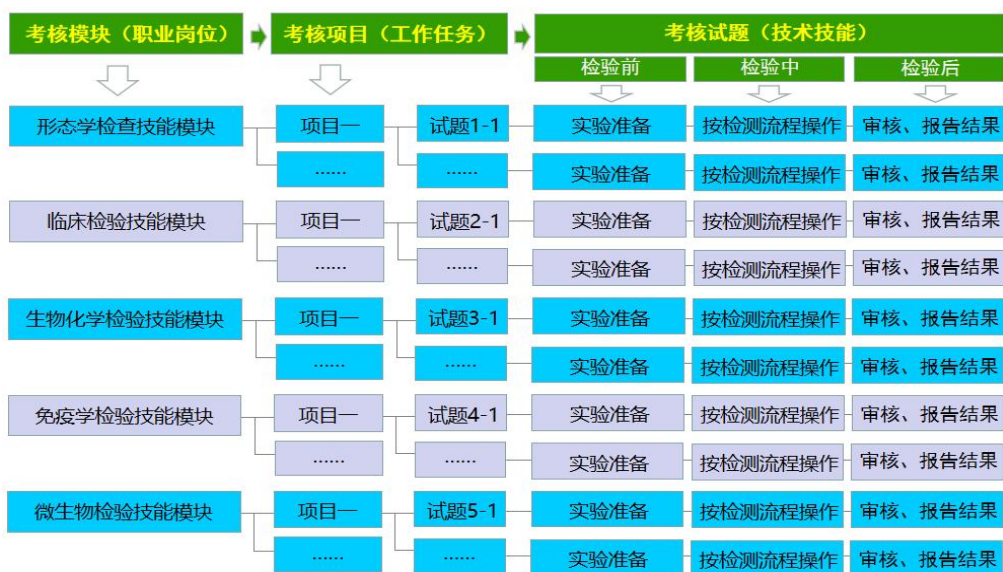 考核模块（职业岗位） 考核项目（工作任务） 考核试题（技术技能）
检验前 检验中 检验后
形态学检查技能模块 项目一 试题1-1 实验准备 按检测流程操作 审核、报告结果
…… …… 实验准备 按检测流程操作 审核、报告结果
临床检验技能模块 项目一 试题2-1 实验准备 按检测流程操作 审核、报告结果
…… …… 实验准备 按检测流程操作 审核、报告结果
生物化学检验技能模块 项目一 试题3-1 实验准备 按检测流程操作 审核、报告结果
…… …… 实验准备 按检测流程操作 审核、报告结果
免疫学检验技能模块 项目一 试题4-1 实验准备 按检测流程操作 审核、报告结果
…… …… 实验准备 按检测流程操作 审核、报告结果
微生物检验技能模块 项目一 试题5-1 实验准备 按检测流程操作 审核、报告结果
…… …… 实验准备 按检测流程操作 审核、报告结果